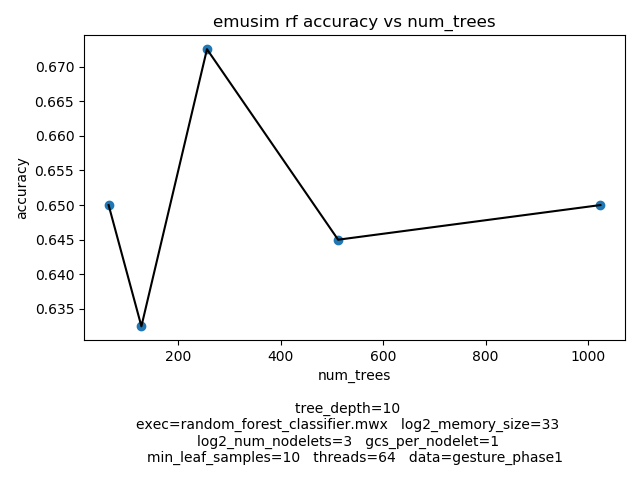 emusim rf accuracy vs num_trees
0.670
0.665
0.660
0.655
0.650
0.645
0.640
0.635
accuracy
200 400 600 800 1000
num_trees
tree_depth=10
exec=random_forest_classifier.mwx log2_memory_size=33
log2_num_nodelets=3 gcs_per_nodelet=1
min_leaf_samples=10 threads=64 data=gesture_phase1